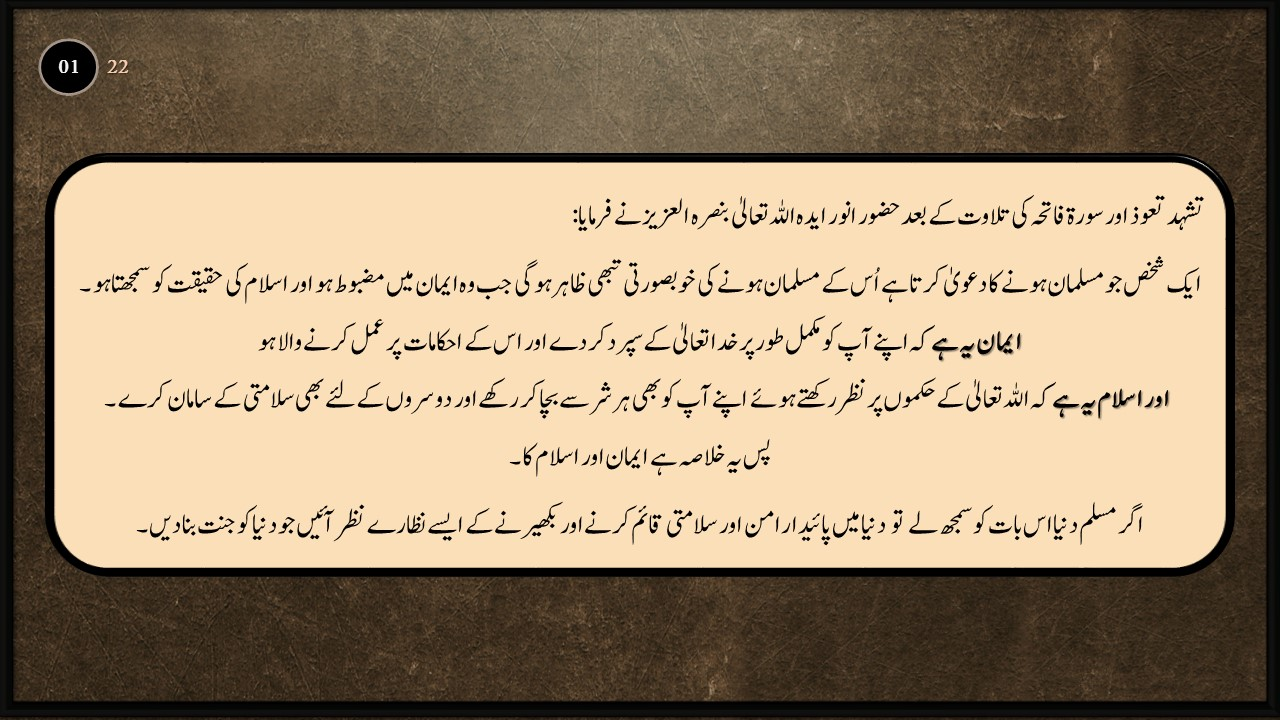 01 22
تشہد تعوذ اور سورۃ فاتحہ کی تلاوت کے بعد حضور انور ایدہ اللہ تعالیٰ بنصرہ العزیز نے فرمایا:
ایک شخص جو مسلمان ہونے کا دعویٰ کرتا ہے اُس کے مسلمان ہونے کی خوبصورتی تبھی ظاہر ہوگی جب وہ ایمان میں مضبوط ہو اور اسلام کی حقیقت کو سمجھتا ہو ۔
ایمان یہ ہے کہ اپنے آپ کو مکمل طور پر خدا تعالیٰ کے سپرد کر دے اور اس کے احکامات پر عمل کرنے والا ہو
اور اسلام یہ ہے کہ اللہ تعالیٰ کے حکموں پر نظر رکھتے ہوئے اپنے آپ کو بھی ہر شر سے بچا کر رکھے اور دوسروں کے لئے بھی سلامتی کے سامان کرے۔
پس یہ خلاصہ ہے ایمان اور اسلام کا۔
اگر مسلم دنیا اس بات کو سمجھ لے تو دنیا میں پائیدار امن اور سلامتی قائم کرنے اور بکھیرنے کے ایسے نظارے نظر آئیں جو دنیا کو جنت بنا دیں۔